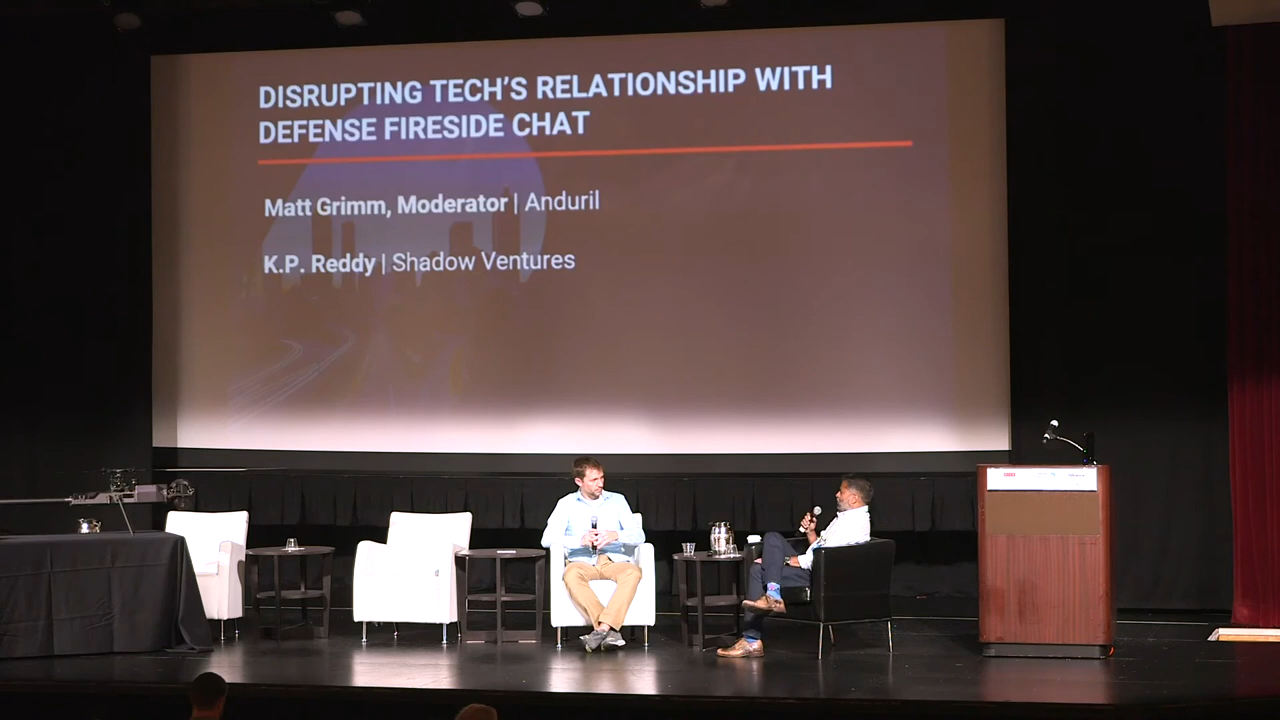 DISRUPTING TECH'S RELATIONSHIP WITH
DEFENSE FIRESIDE CHAT
Matt Grimm, Moderator | Anduril
K.P. Reddy | Shadow Ventures